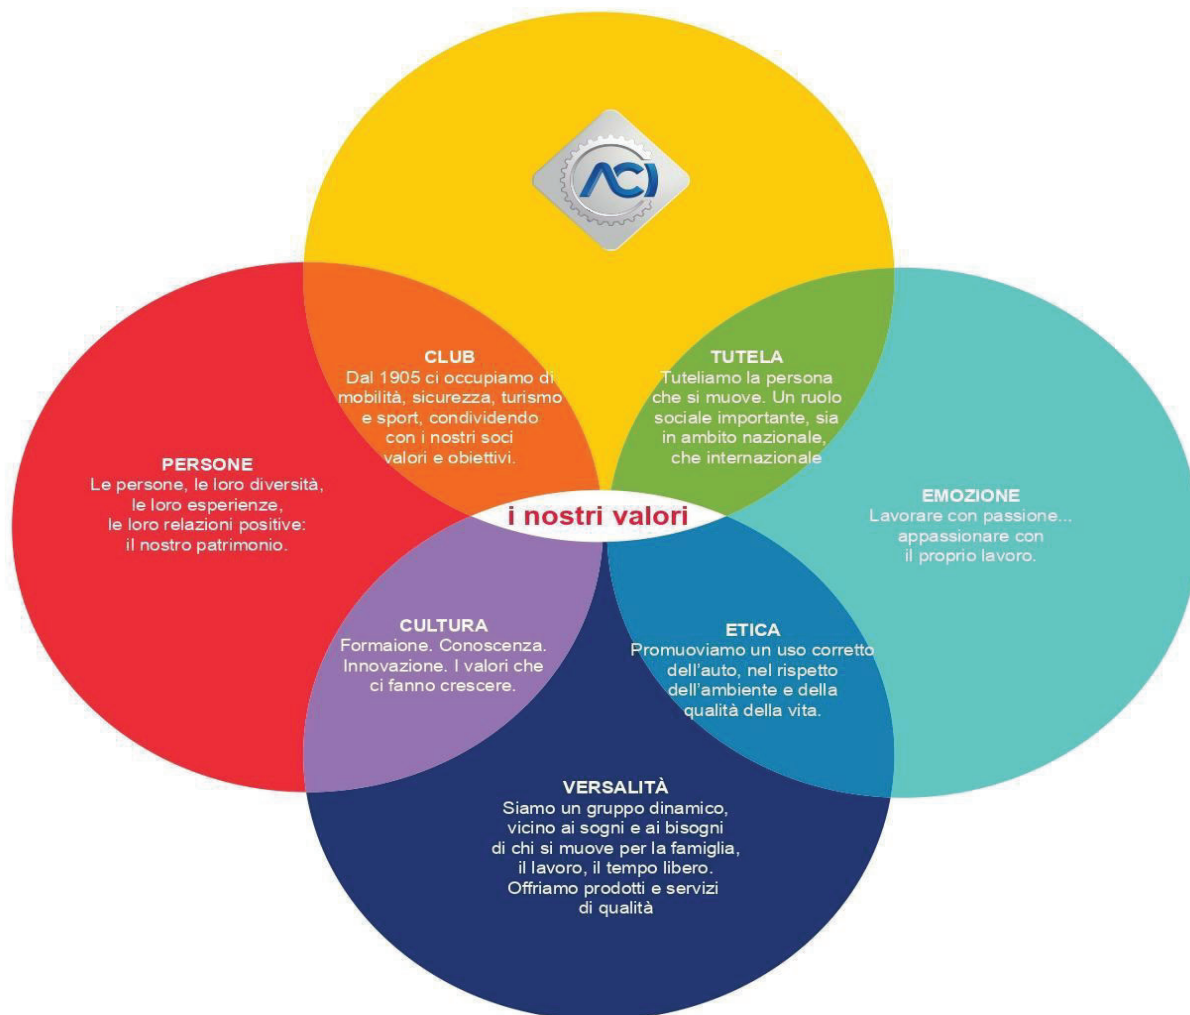 ACI
CLUB
Dal 1905 ci occupiamo di
mobilità, sicurezza, turismo
e sport, condividendo
con i nostri soci
valori e obiettivi.
TUTELA
Tuteliamo la persona
che si muove. Un ruolo
sociale importante, sia
in ambito nazionale,
che internazionale
PERSONE
Le persone, le loro diversità,
le loro esperienze,
le loro relazioni positive:
il nostro patrimonio.
i nostri valori
EMOZIONE
Lavorare con passione...
appassionare con
il proprio lavoro.
CULTURA
Formaione. Conoscenza.
Innovazione. I valori che
ci fanno crescere.
ETICA
Promuoviamo un uso corretto
dell'auto, nel rispetto
dell'ambiente e della
qualità della vita.
VERSALITÀ
Siamo un gruppo dinamico,
vicino ai sogni e ai bisogni
di chi si muove per la famiglia,
il lavoro, il tempo libero.
Offriamo prodotti e servizi
di qualità